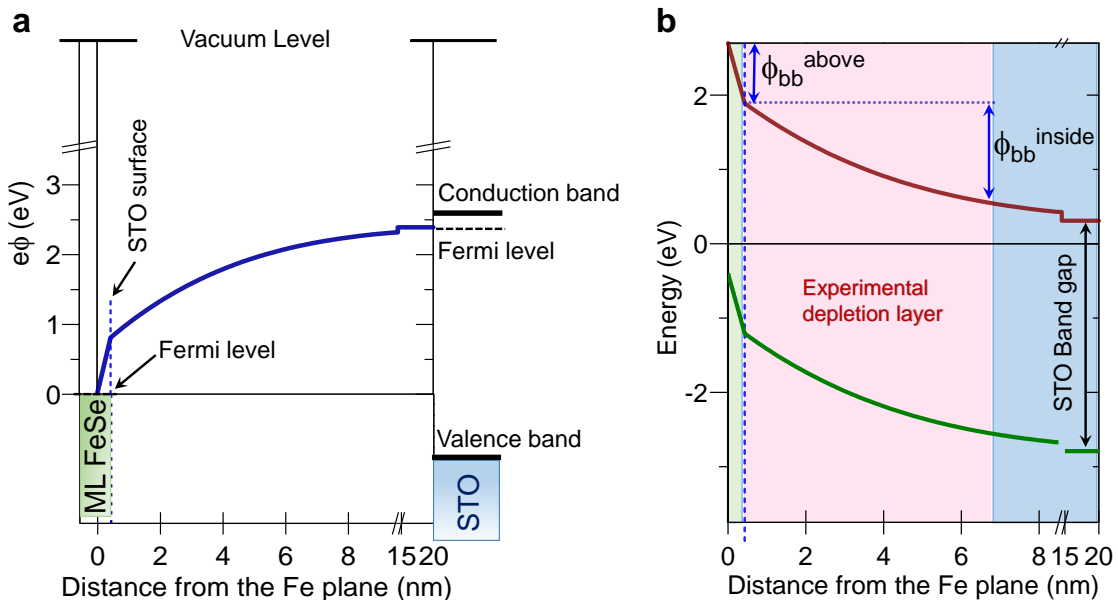 a
Vacuum Level
STO surface
3
2
1
0
eϕ (eV)
Conduction band
Fermi level
Fermi level
Valence band
ML FeSe
STO
0 2 4 6 8 15 20
Distance from the Fe plane (nm)
b
ϕbb above
ϕbb inside
2
0
-2
Energy (eV)
Experimental
depletion layer
STO Band gap
0 2 4 6 8 15 20
Distance from the Fe plane (nm)